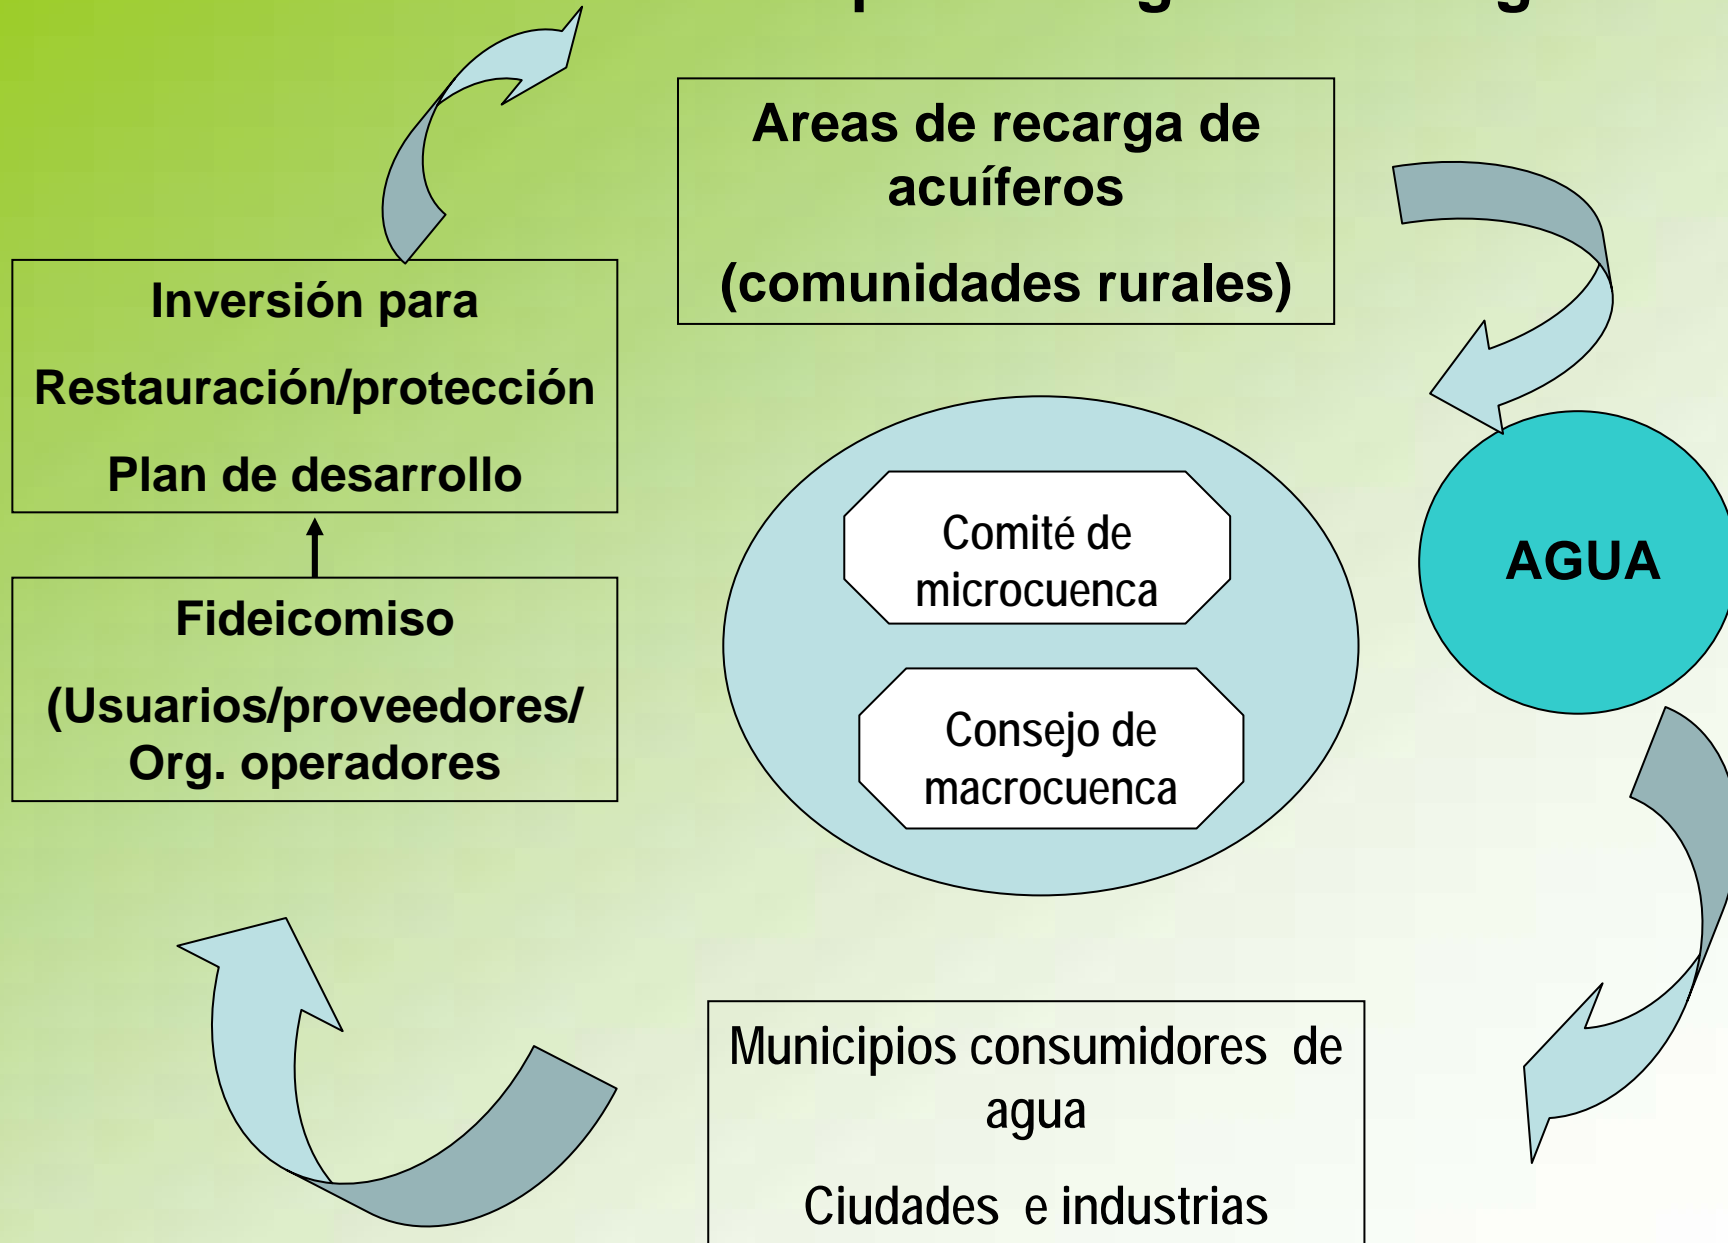 Areas de recarga de
acuíferos
(comunidades rurales)
Inversión para
Restauración/protección
Plan de desarrollo
Fideicomiso
(Usuarios/proveedores/
Org. operadores
Comité de
microcuenca
Consejo de
macrocuenca
AGUA
Municipios consumidores de
agua
Ciudades e industrias